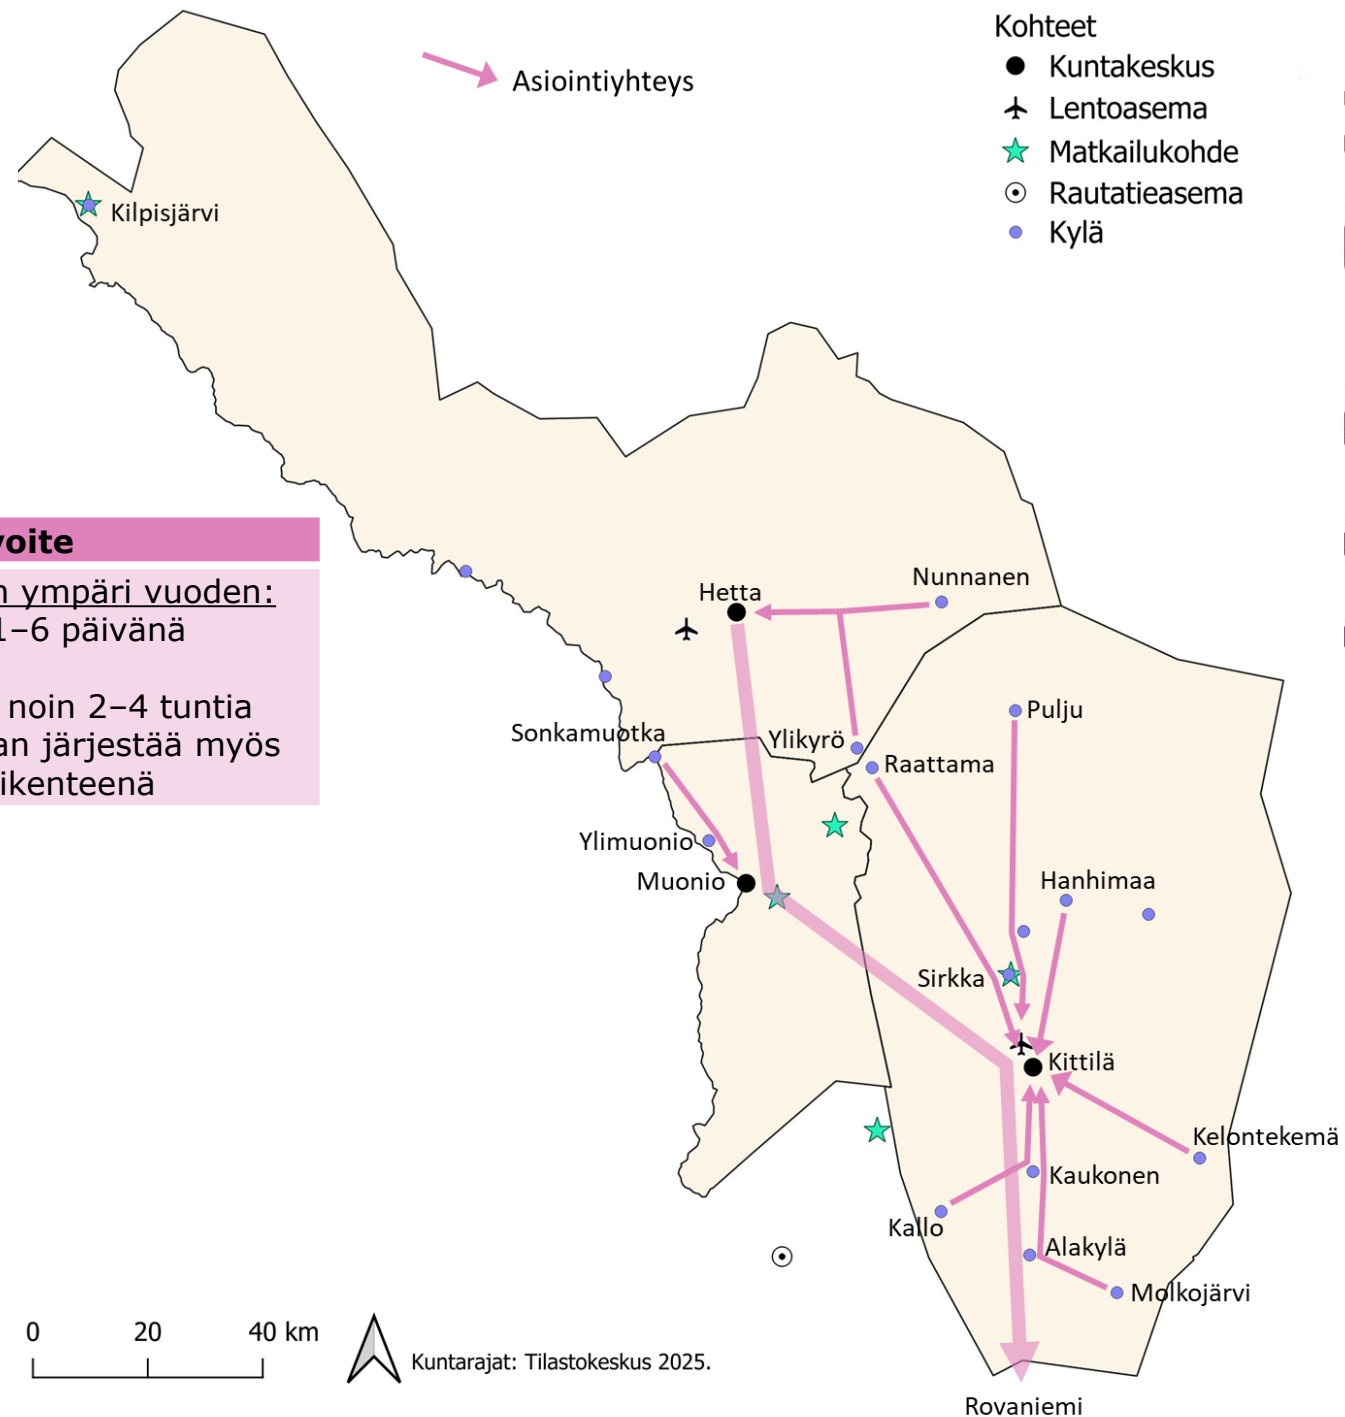 Kohteet
Kuntakeskus
Lentoasema
Matkailukohde
Rautatieasema
Kylä
Asiointiyhteys
Kilpisjärvi
voite
n ympäri vuoden:
1–6 päivänä
noin 2–4 tuntia
an järjestää myös
ikenteenä
Nunnanen
Hetta
Pulju
Sonkamuotka
Ylikyrö
Raattama
Ylimuonio
Muonio
Hanhimaa
Sirkka
Kittilä
Kelontekemä
Kaukonen
Kallo
Alakylä
Molkojärvi
0 20 40 km
Kuntarajat: Tilastokeskus 2025.
Rovaniemi